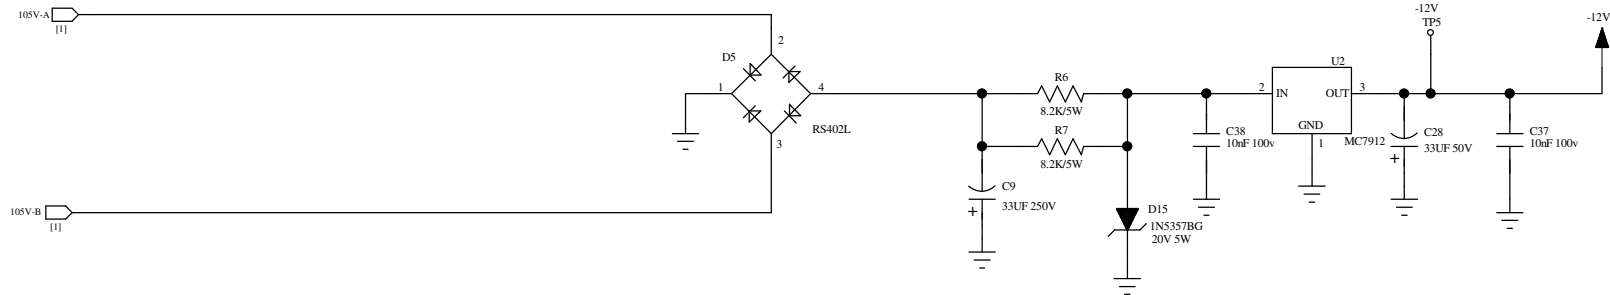 105V-A
[1]
105V-B
[1]
D5
2
1
4
3
RS402L
R6
8.2K/5W
R7
8.2K/5W
C9
+
33UF 250V
D15
1N5357BG
20V 5W
C38
10nF 100v
U2
2
IN
OUT
3
GND
1
MC7912
-12V
TP5
C28
33UF 50V
+
C37
10nF 100v
-12V